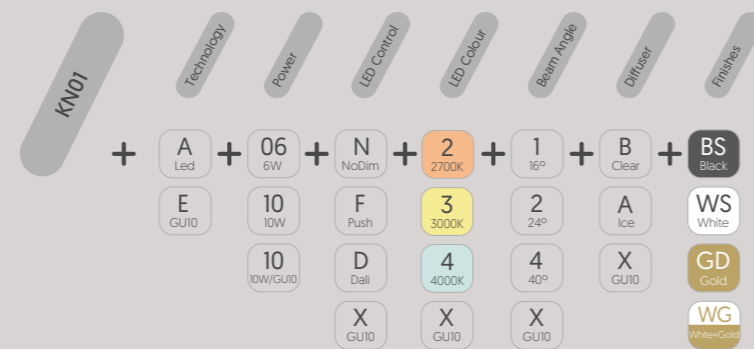 KN01
Technology
Power
LED Control
LED Colour
Beam Angle
Diffuser
Finishes
+ A + 06 + N + 2 + 1 + B + BS
Led 6W NoDim 2700K 16º Clear Black
E 10 F 3 2 A WS
GU10 10W Push 3000K 24º Ice White
10 D 4 4 X GD
10W/GU10 Dali 4000K 40º GU10 Gold
X X X WG
GU10 GU10 GU10 White+Gold